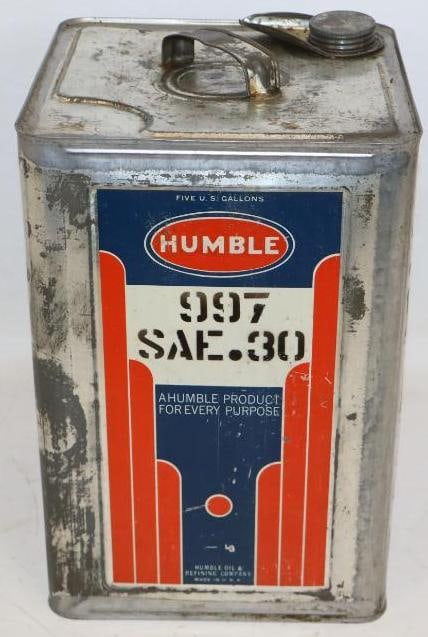 FIVE U.S. GALLONS
HUMBLE
997
SAE.30
A HUMBLE PRODUCT
FOR EVERY PURPOSE
HUMBLE OIL &
REFINING COMPANY
MADE IN U.S.A.